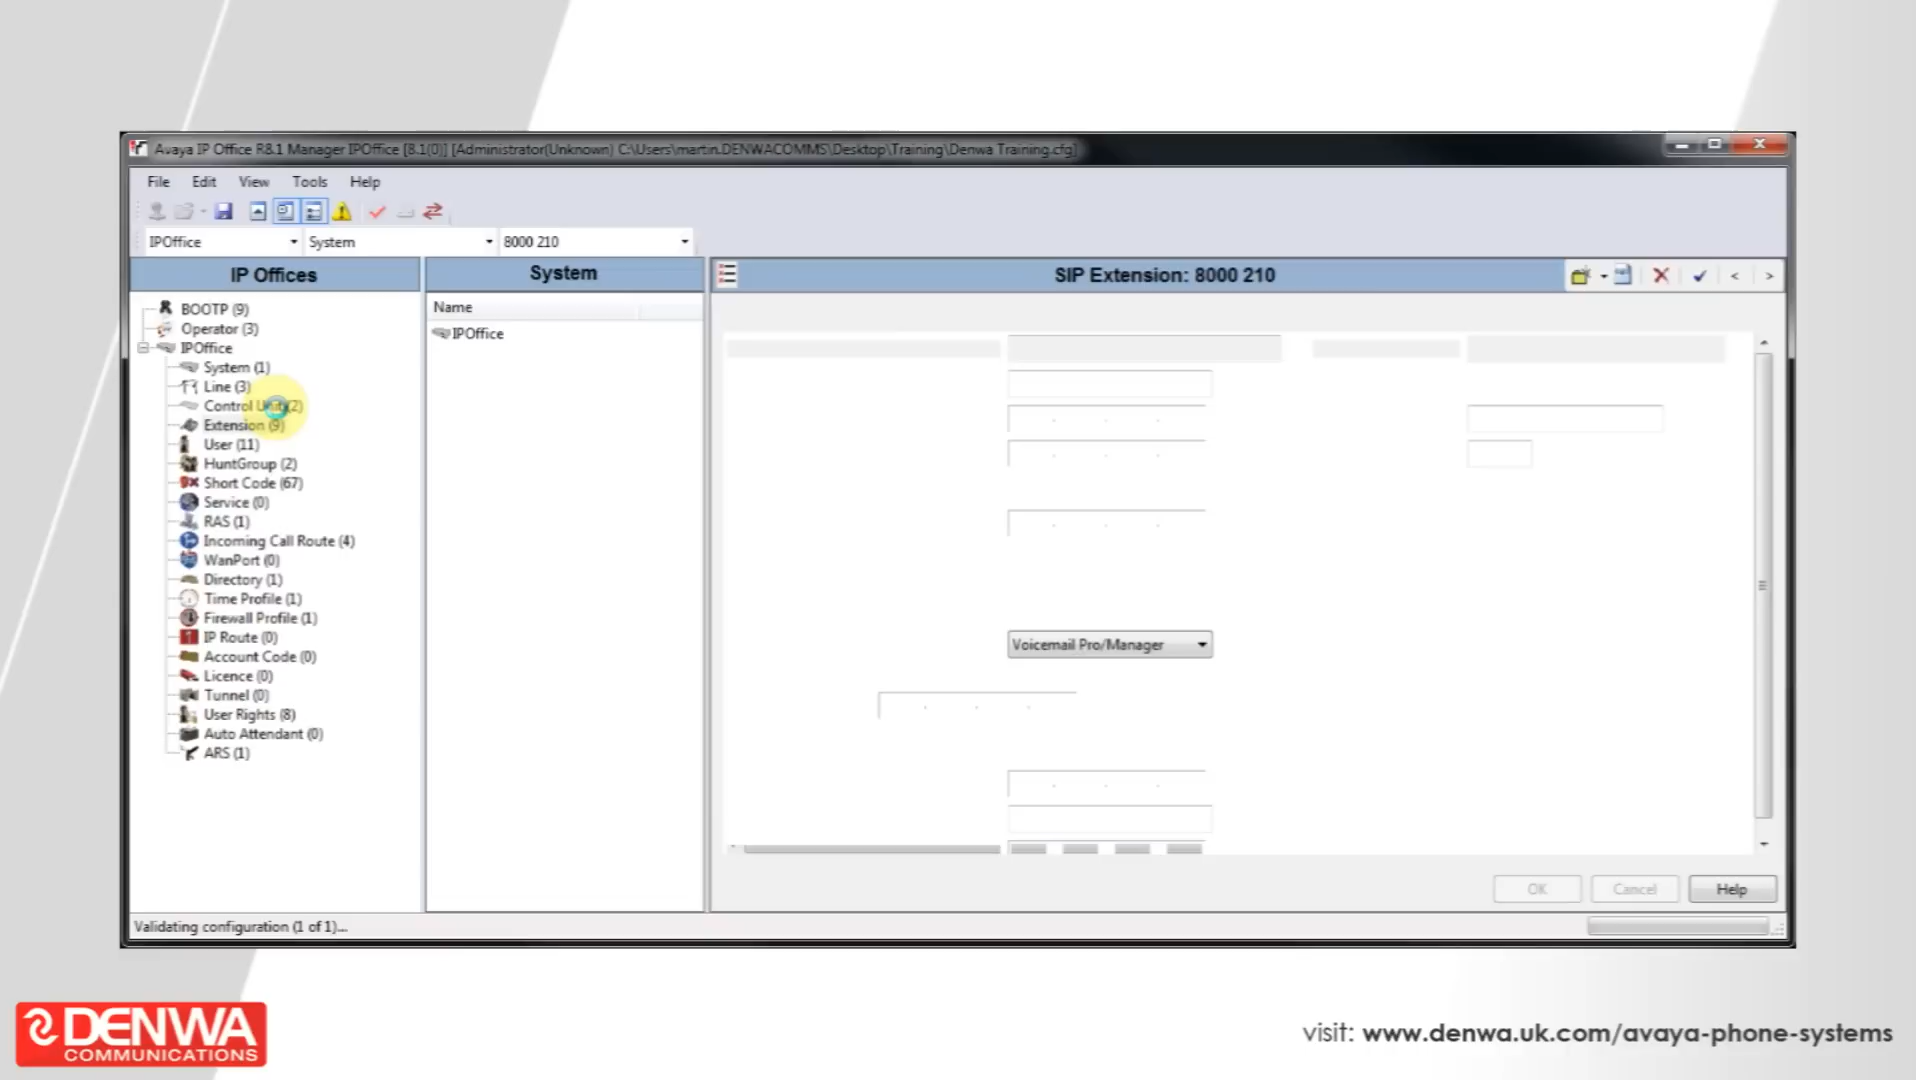 Avaya IP Office R8.1 Manager IPOffice [8.1(0)] [Administrator(Unknown) C:\Users\martin.DENWACOMMS\Desktop\Training\Denwa Training.cfg]
File Edit View Tools Help
IPOffice System 8000 210
IP Offices
System
SIP Extension: 8000 210
Name
IPOffice
BOOTP (9)
Operator (3)
IPOffice
System (1)
Line (3)
Control Unit (2)
Extension (9)
User (11)
HuntGroup (2)
Short Code (67)
Service (0)
RAS (1)
Incoming Call Route (4)
WanPort (0)
Directory (1)
Time Profile (1)
Firewall Profile (1)
IP Route (0)
Account Code (0)
Licence (0)
Tunnel (0)
User Rights (8)
Auto Attendant (0)
ARS (1)
Voicemail Pro/Manager
OK Cancel Help
Validating configuration (1 of 1)...
DENWA
COMMUNICATIONS
visit: www.denwa.uk.com/avaya-phone-systems